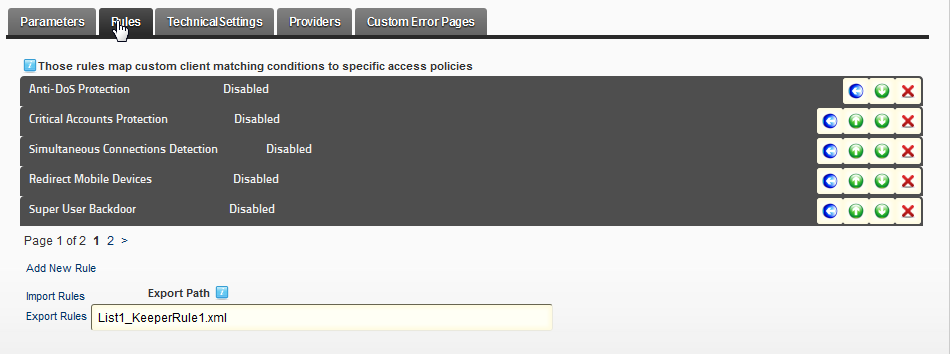 Parameters Rules Technical Settings Providers Custom Error Pages
Those rules map custom client matching conditions to specific access policies
Anti-DoS Protection Disabled
Critical Accounts Protection Disabled
Simultaneous Connections Detection Disabled
Redirect Mobile Devices Disabled
Super User Backdoor Disabled
Page 1 of 2 1 2 >
Add New Rule
Import Rules Export Path
Export Rules List1_KeeperRule1.xml